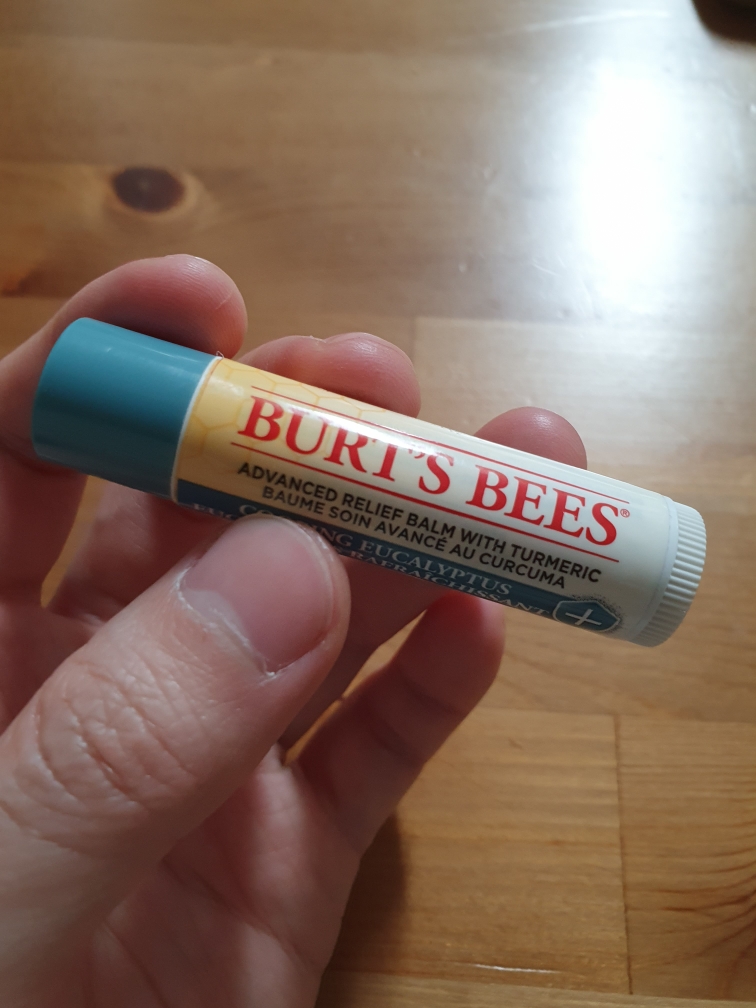 BURT'S BEES®
ADVANCED RELIEF BALM WITH TURMERIC
BAUME SOIN AVANCÉ AU CURCUMA
EUCALYPTUS